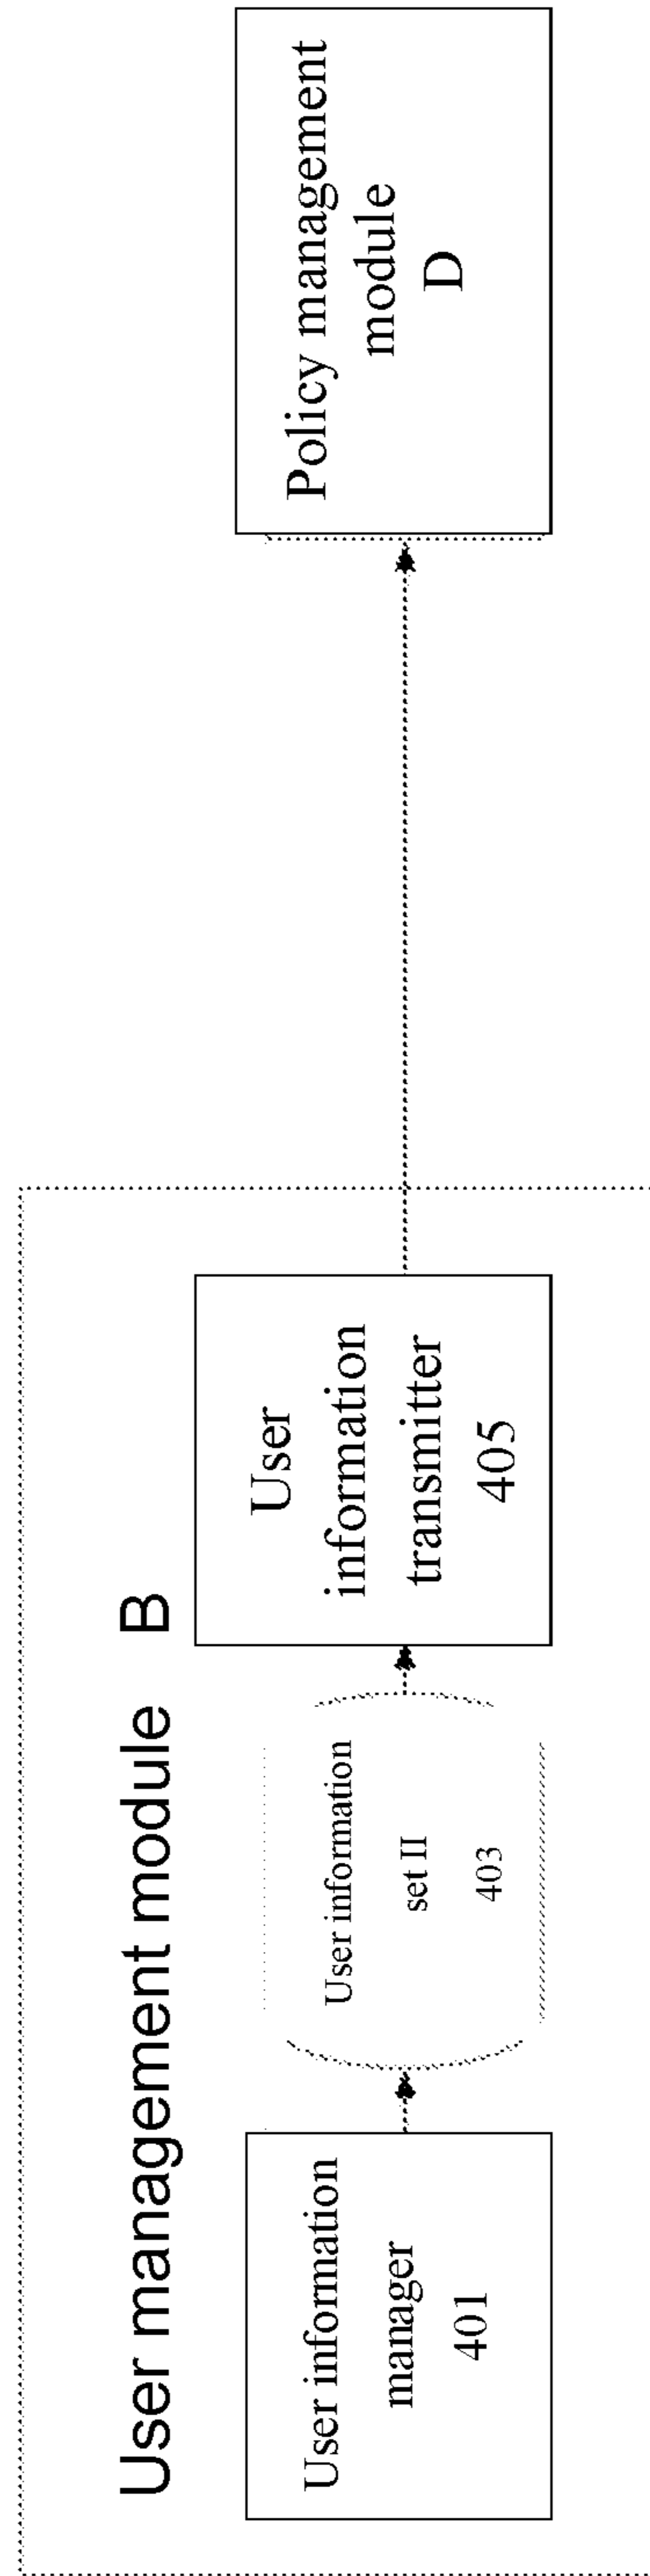 User management module B
User information
manager
401
User information
set II
403
User
information
transmitter
405
Policy management
module
D